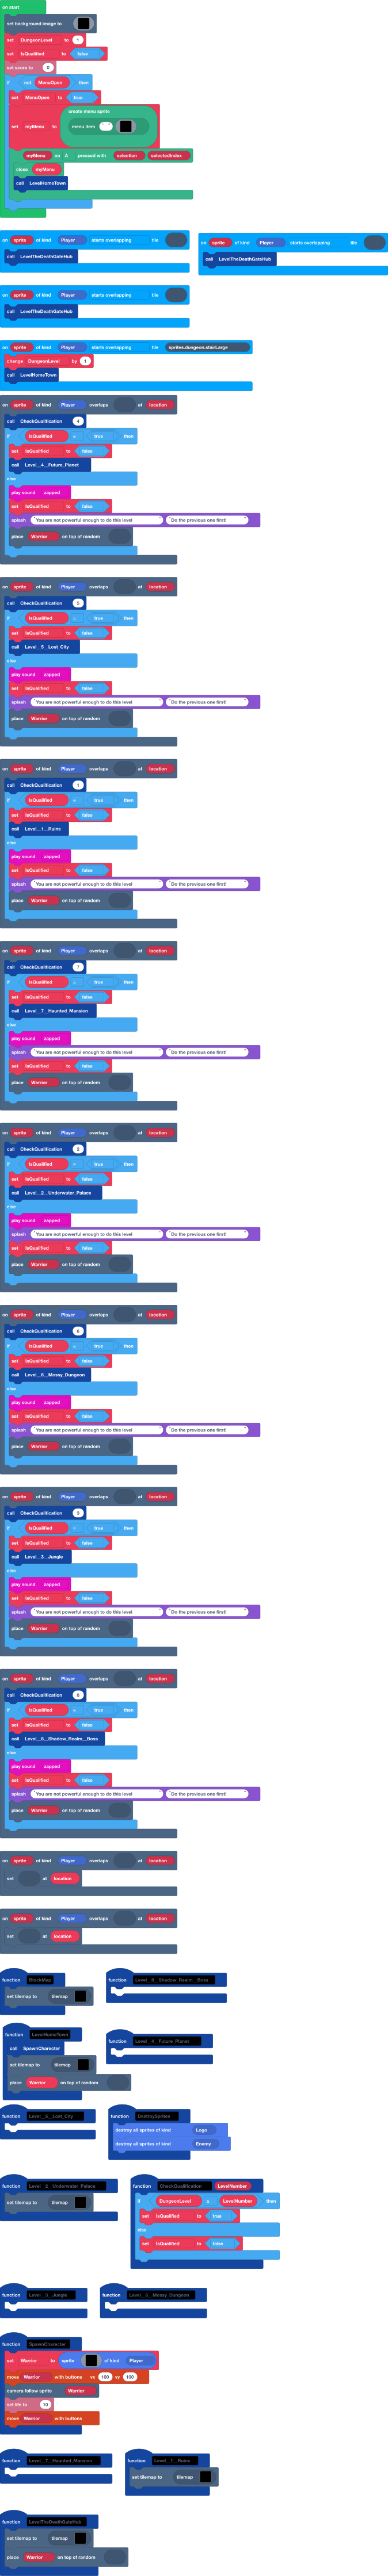 on start
set background image to
set DungeonLevel to 1
set IsQualified to false
set score to 0
if not MenuOpen then
set MenuOpen to true
create menu sprite
set myMenu to menu item " "
myMenu on A pressed with selection selectedIndex
close myMenu
call LevelHomeTown
on sprite of kind Player starts overlapping tile
call LevelTheDeathGateHub
on sprite of kind Player starts overlapping tile
call LevelTheDeathGateHub
on sprite of kind Player starts overlapping tile
call LevelTheDeathGateHub
on sprite of kind Player starts overlapping tile sprites.dungeon.stairLarge
change DungeonLevel by 1
call LevelHomeTown
on sprite of kind Player overlaps at location
call CheckQualification 4
if IsQualified = true then
set IsQualified to false
call Level__4__Future_Planet
else
play sound zapped
set IsQualified to false
splash "You are not powerful enough to do this level" "Do the previous one first!"
place Warrior on top of random
on sprite of kind Player overlaps at location
call CheckQualification 5
if IsQualified = true then
set IsQualified to false
call Level__5__Lost_City
else
play sound zapped
set IsQualified to false
splash "You are not powerful enough to do this level" "Do the previous one first!"
place Warrior on top of random
on sprite of kind Player overlaps at location
call CheckQualification 1
if IsQualified = true then
set IsQualified to false
call Level__1__Ruins
else
play sound zapped
set IsQualified to false
splash "You are not powerful enough to do this level" "Do the previous one first!"
place Warrior on top of random
on sprite of kind Player overlaps at location
call CheckQualification 7
if IsQualified = true then
set IsQualified to false
call Level__7__Haunted_Mansion
else
play sound zapped
splash "You are not powerful enough to do this level" "Do the previous one first!"
set IsQualified to false
place Warrior on top of random
on sprite of kind Player overlaps at location
call CheckQualification 2
if IsQualified = true then
set IsQualified to false
call Level__2__Underwater_Palace
else
play sound zapped
splash "You are not powerful enough to do this level" "Do the previous one first!"
set IsQualified to false
place Warrior on top of random
on sprite of kind Player overlaps at location
call CheckQualification 6
if IsQualified = true then
set IsQualified to false
call Level__6__Mossy_Dungeon
else
play sound zapped
set IsQualified to false
splash "You are not powerful enough to do this level" "Do the previous one first!"
place Warrior on top of random
on sprite of kind Player overlaps at location
call CheckQualification 3
if IsQualified = true then
set IsQualified to false
call Level__3__Jungle
else
play sound zapped
set IsQualified to false
splash "You are not powerful enough to do this level" "Do the previous one first!"
place Warrior on top of random
on sprite of kind Player overlaps at location
call CheckQualification 8
if IsQualified = true then
set IsQualified to false
call Level__8__Shadow_Realm__Boss
else
play sound zapped
set IsQualified to false
splash "You are not powerful enough to do this level" "Do the previous one first!"
place Warrior on top of random
on sprite of kind Player overlaps at location
set at location
on sprite of kind Player overlaps at location
set at location
function BlockMap
set tilemap to tilemap
function Level__8__Shadow_Realm__Boss
function LevelHomeTown
call SpawnCharecter
set tilemap to tilemap
place Warrior on top of random
function Level__4__Future_Planet
function Level__5__Lost_City
function DestroySprites
destroy all sprites of kind Logo
destroy all sprites of kind Enemy
function Level__2__Underwater_Palace
set tilemap to tilemap
function CheckQualification LevelNumber
if DungeonLevel ≥ LevelNumber then
set IsQualified to true
else
set IsQualified to false
function Level__3__Jungle
function Level__6__Mossy_Dungeon
function SpawnCharecter
set Warrior to sprite of kind Player
move Warrior with buttons vx 100 vy 100
camera follow sprite Warrior
set life to 10
move Warrior with buttons
function Level__7__Haunted_Mansion
function Level__1__Ruins
set tilemap to tilemap
function LevelTheDeathGateHub
set tilemap to tilemap
place Warrior on top of random